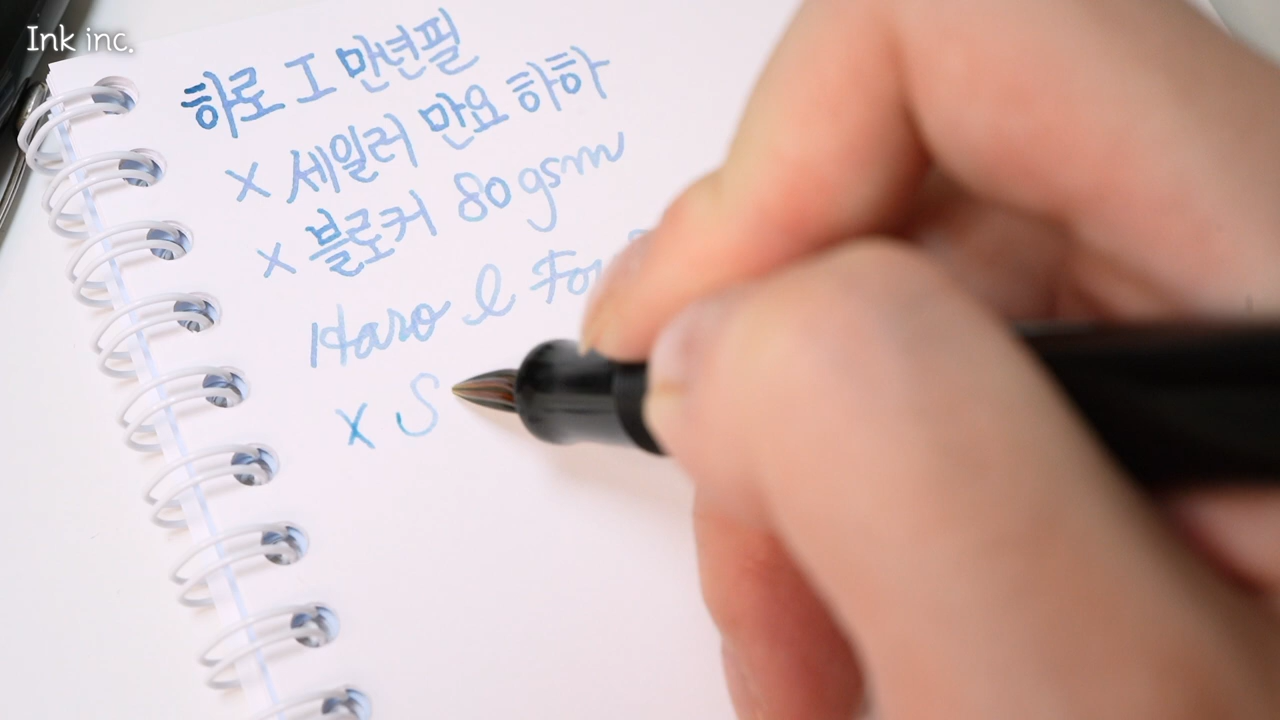 Ink inc.
하로 I 만년필
× 세일러 만요 하하
× 블로커 80gsm
Haro l
× S